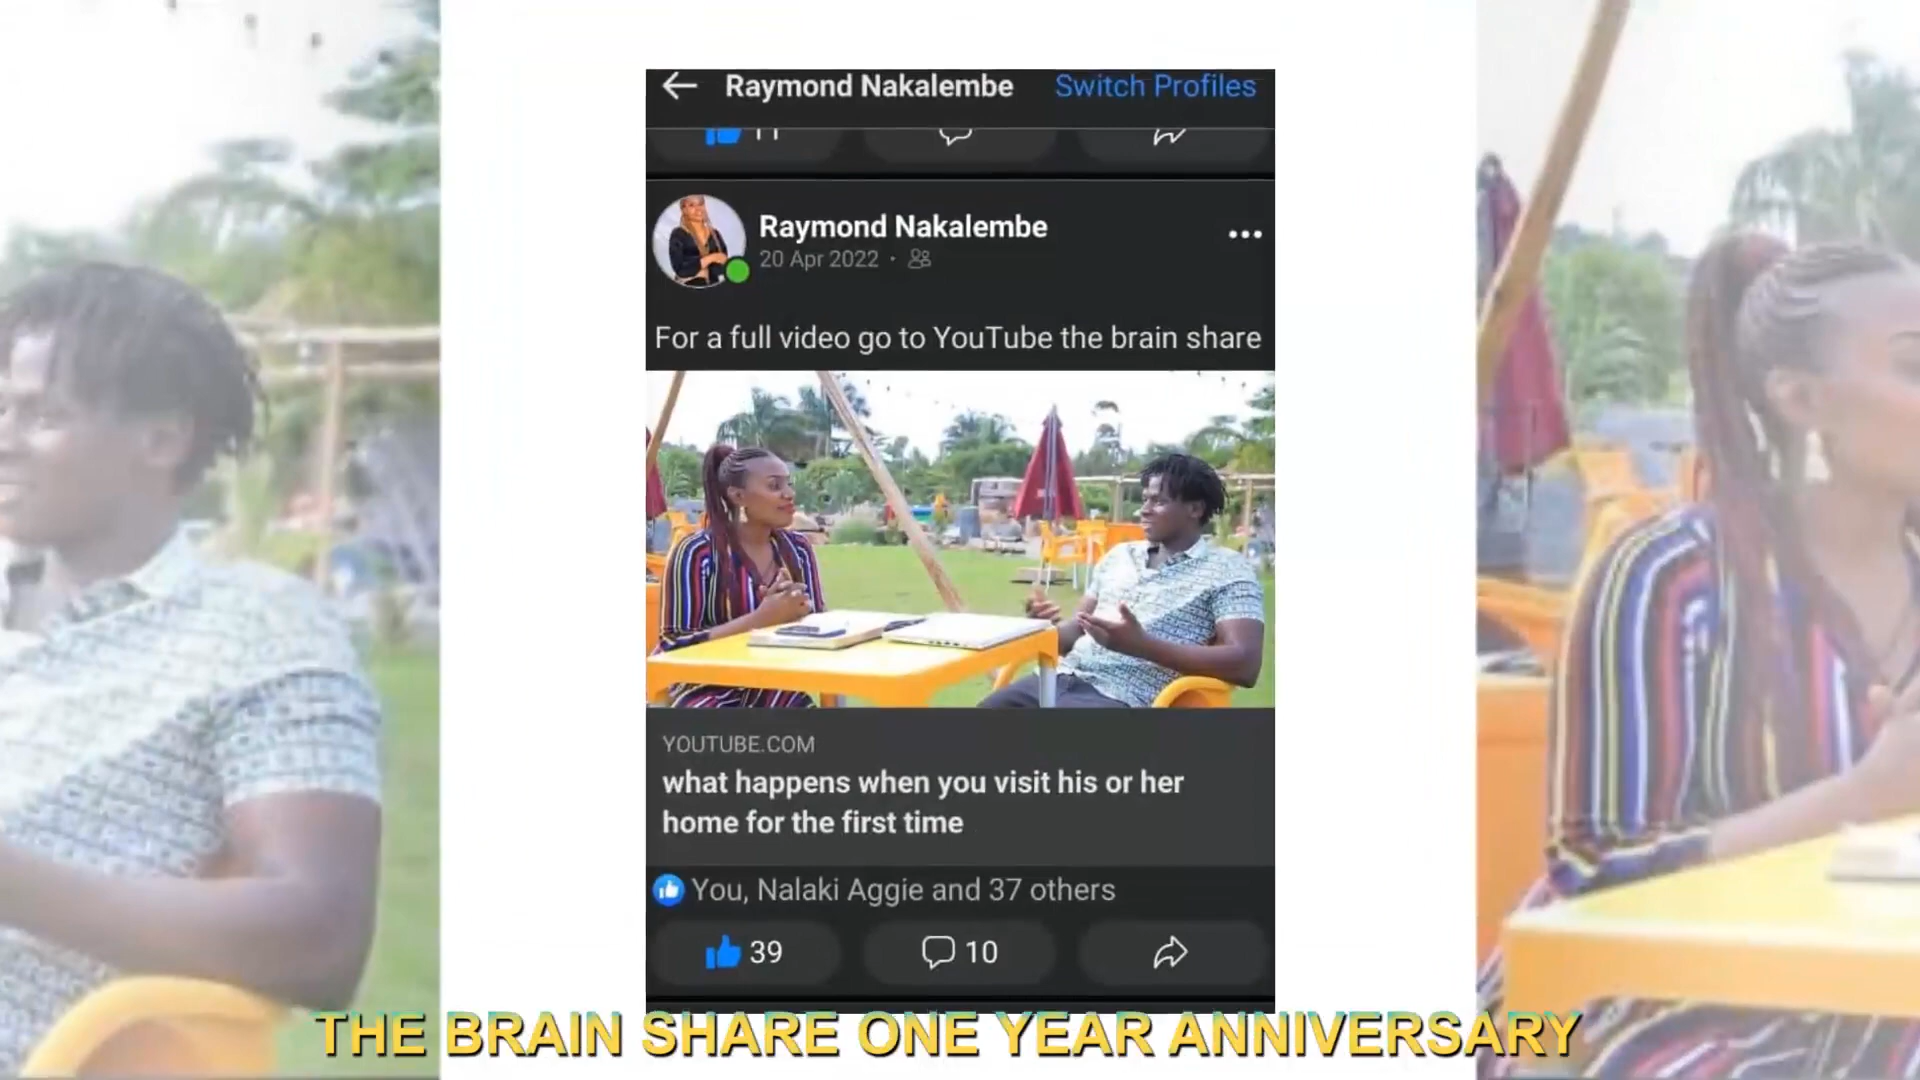 Raymond Nakalembe Switch Profiles
Raymond Nakalembe
20 Apr 2022 ·
For a full video go to YouTube the brain share
YOUTUBE.COM
what happens when you visit his or her
home for the first time
You, Nalaki Aggie and 37 others
39 10
THE BRAIN SHARE ONE YEAR ANNIVERSARY